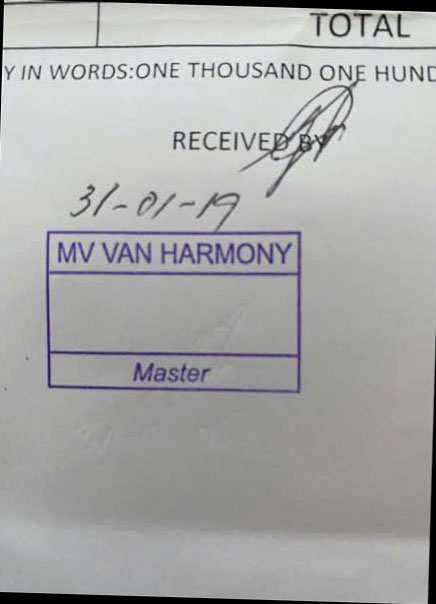 TOTAL
Y IN WORDS:ONE THOUSAND ONE HUND
RECEIVED BY
31-01-19
MV VAN HARMONY
Master